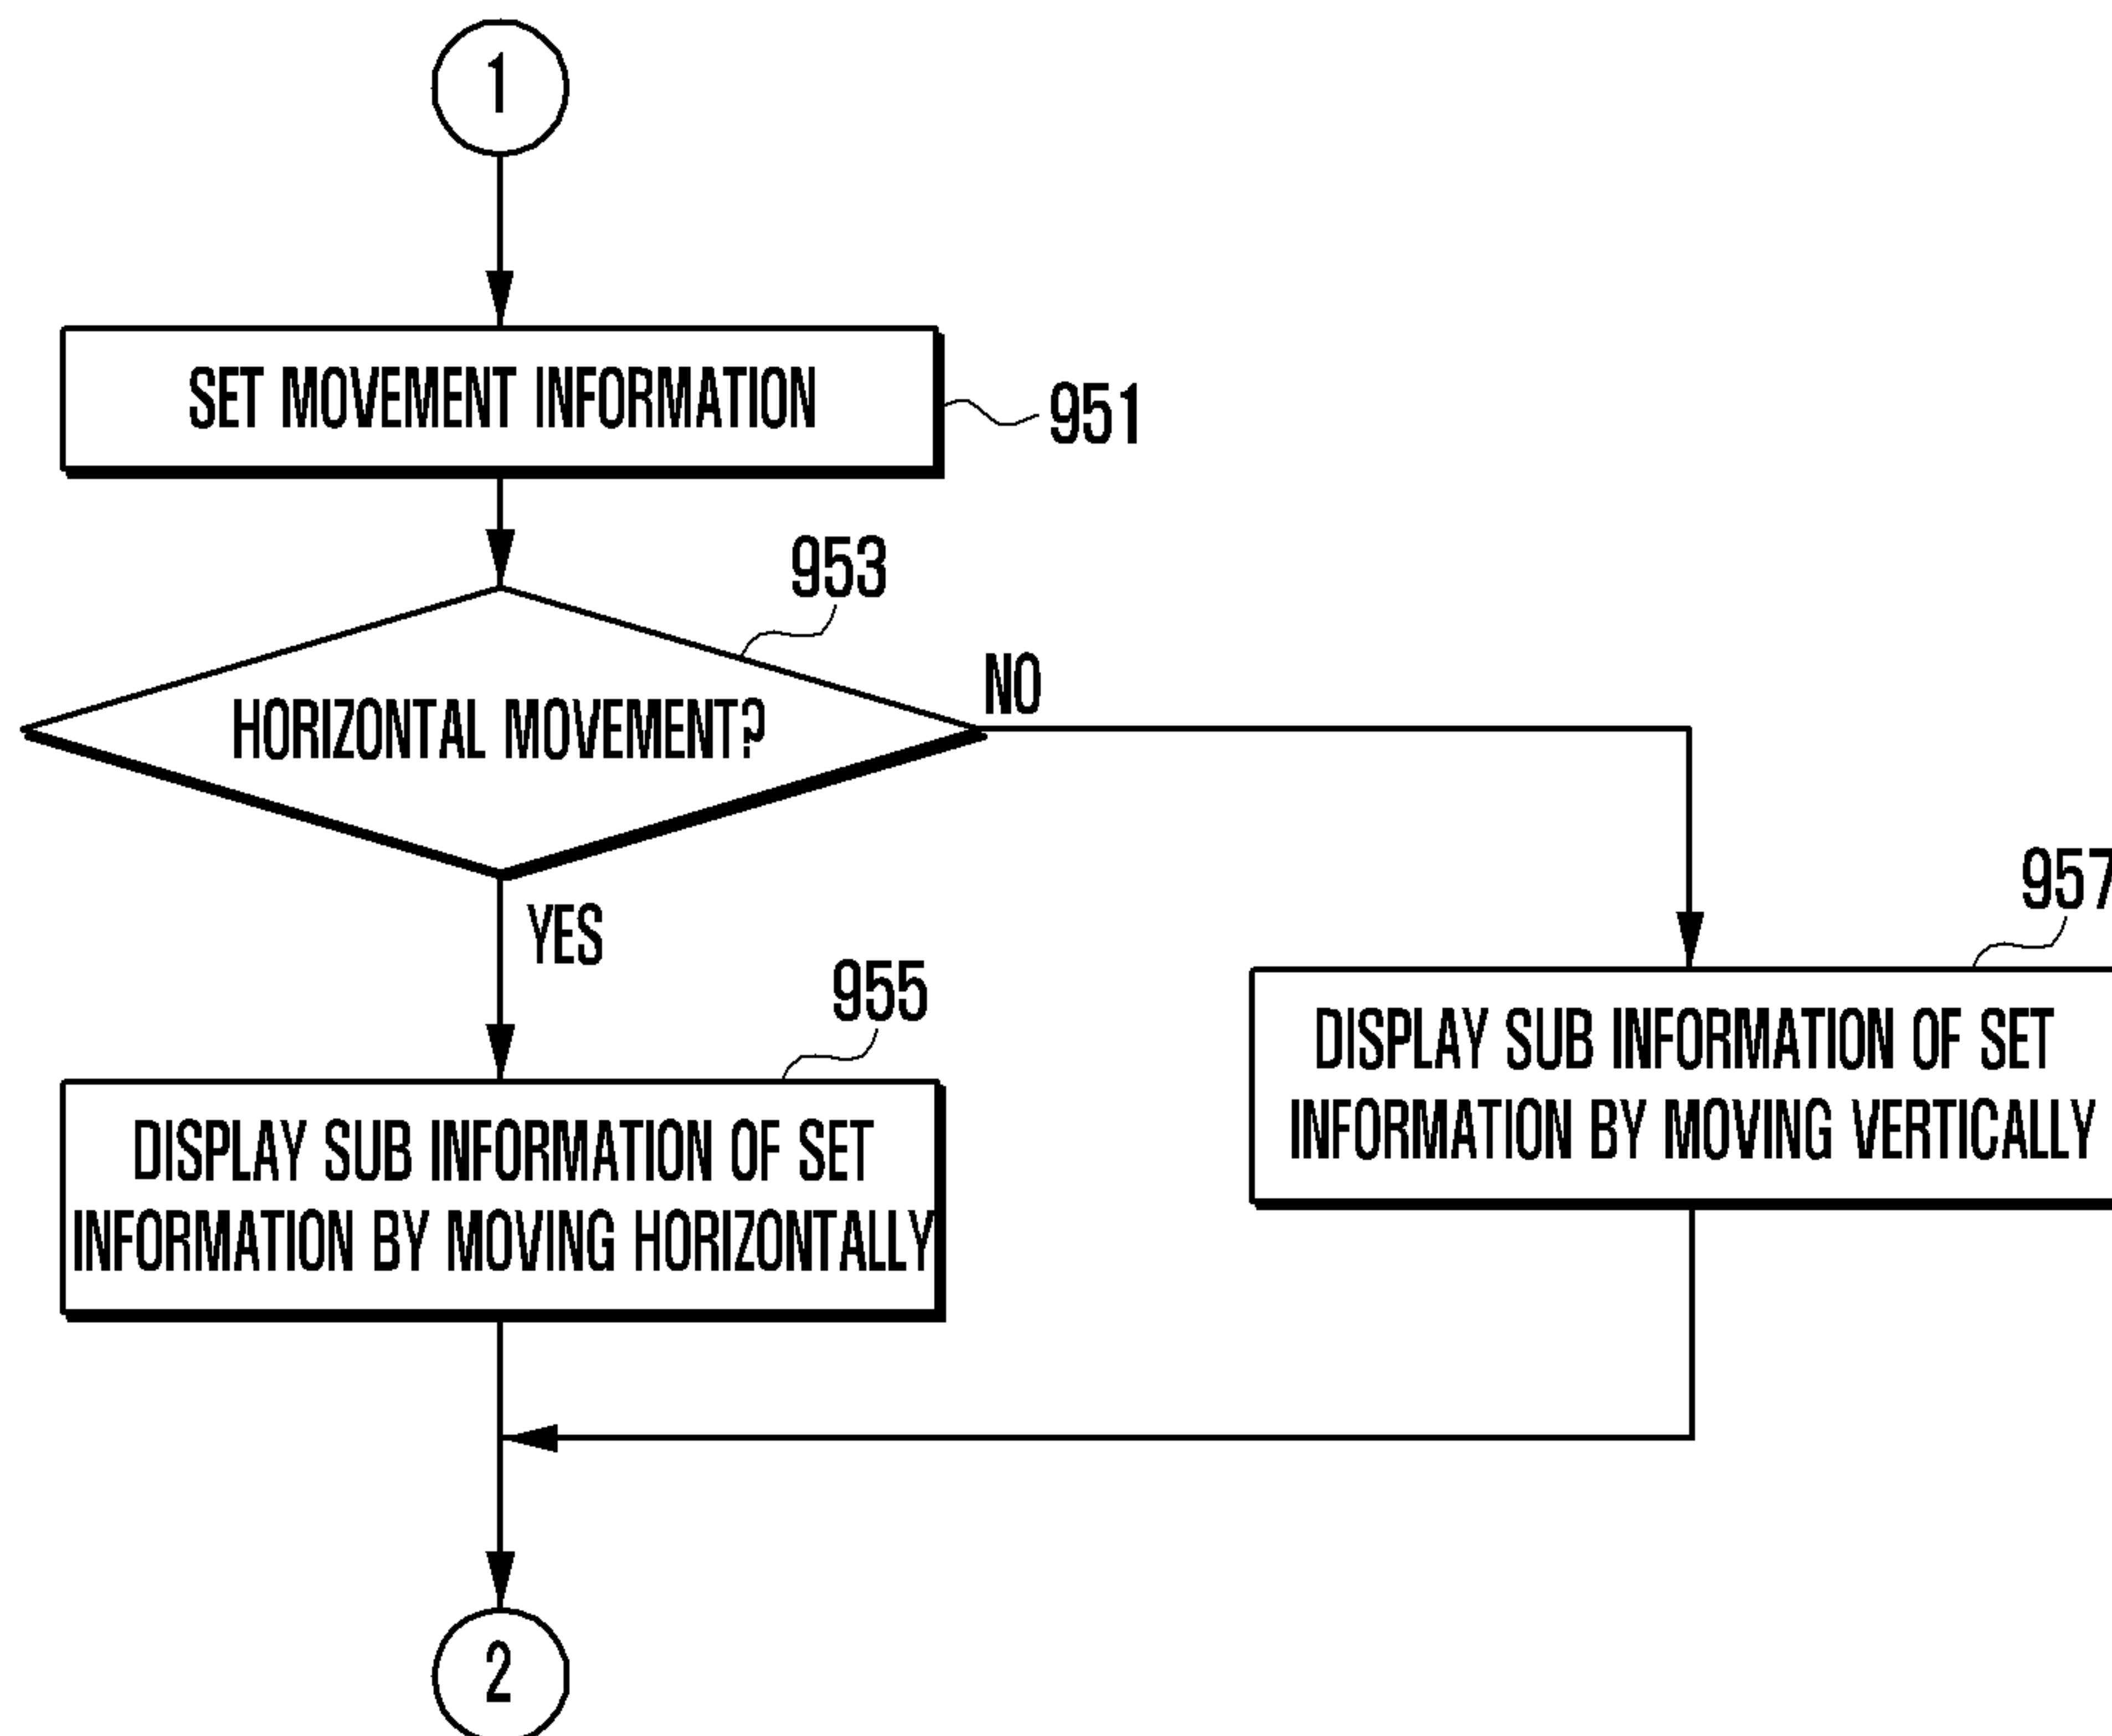 1
SET MOVEMENT INFORMATION
951
953
HORIZONTAL MOVEMENT?
NO
YES
957
955
DISPLAY SUB INFORMATION OF SET
INFORMATION BY MOVING VERTICALLY
DISPLAY SUB INFORMATION OF SET
INFORMATION BY MOVING HORIZONTALLY
2